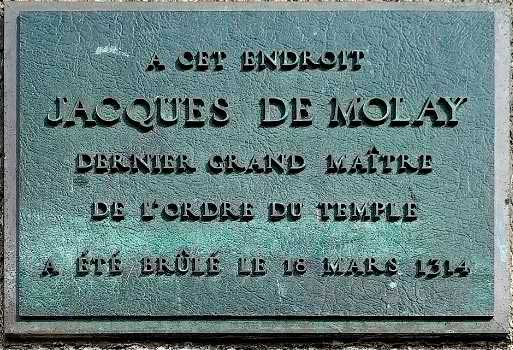 A CET ENDROIT
JACQUES DE MOLAY
DERNIER GRAND MAÎTRE
DE L'ORDRE DU TEMPLE
A ÉTÉ BRÛLÉ LE 18 MARS 1314